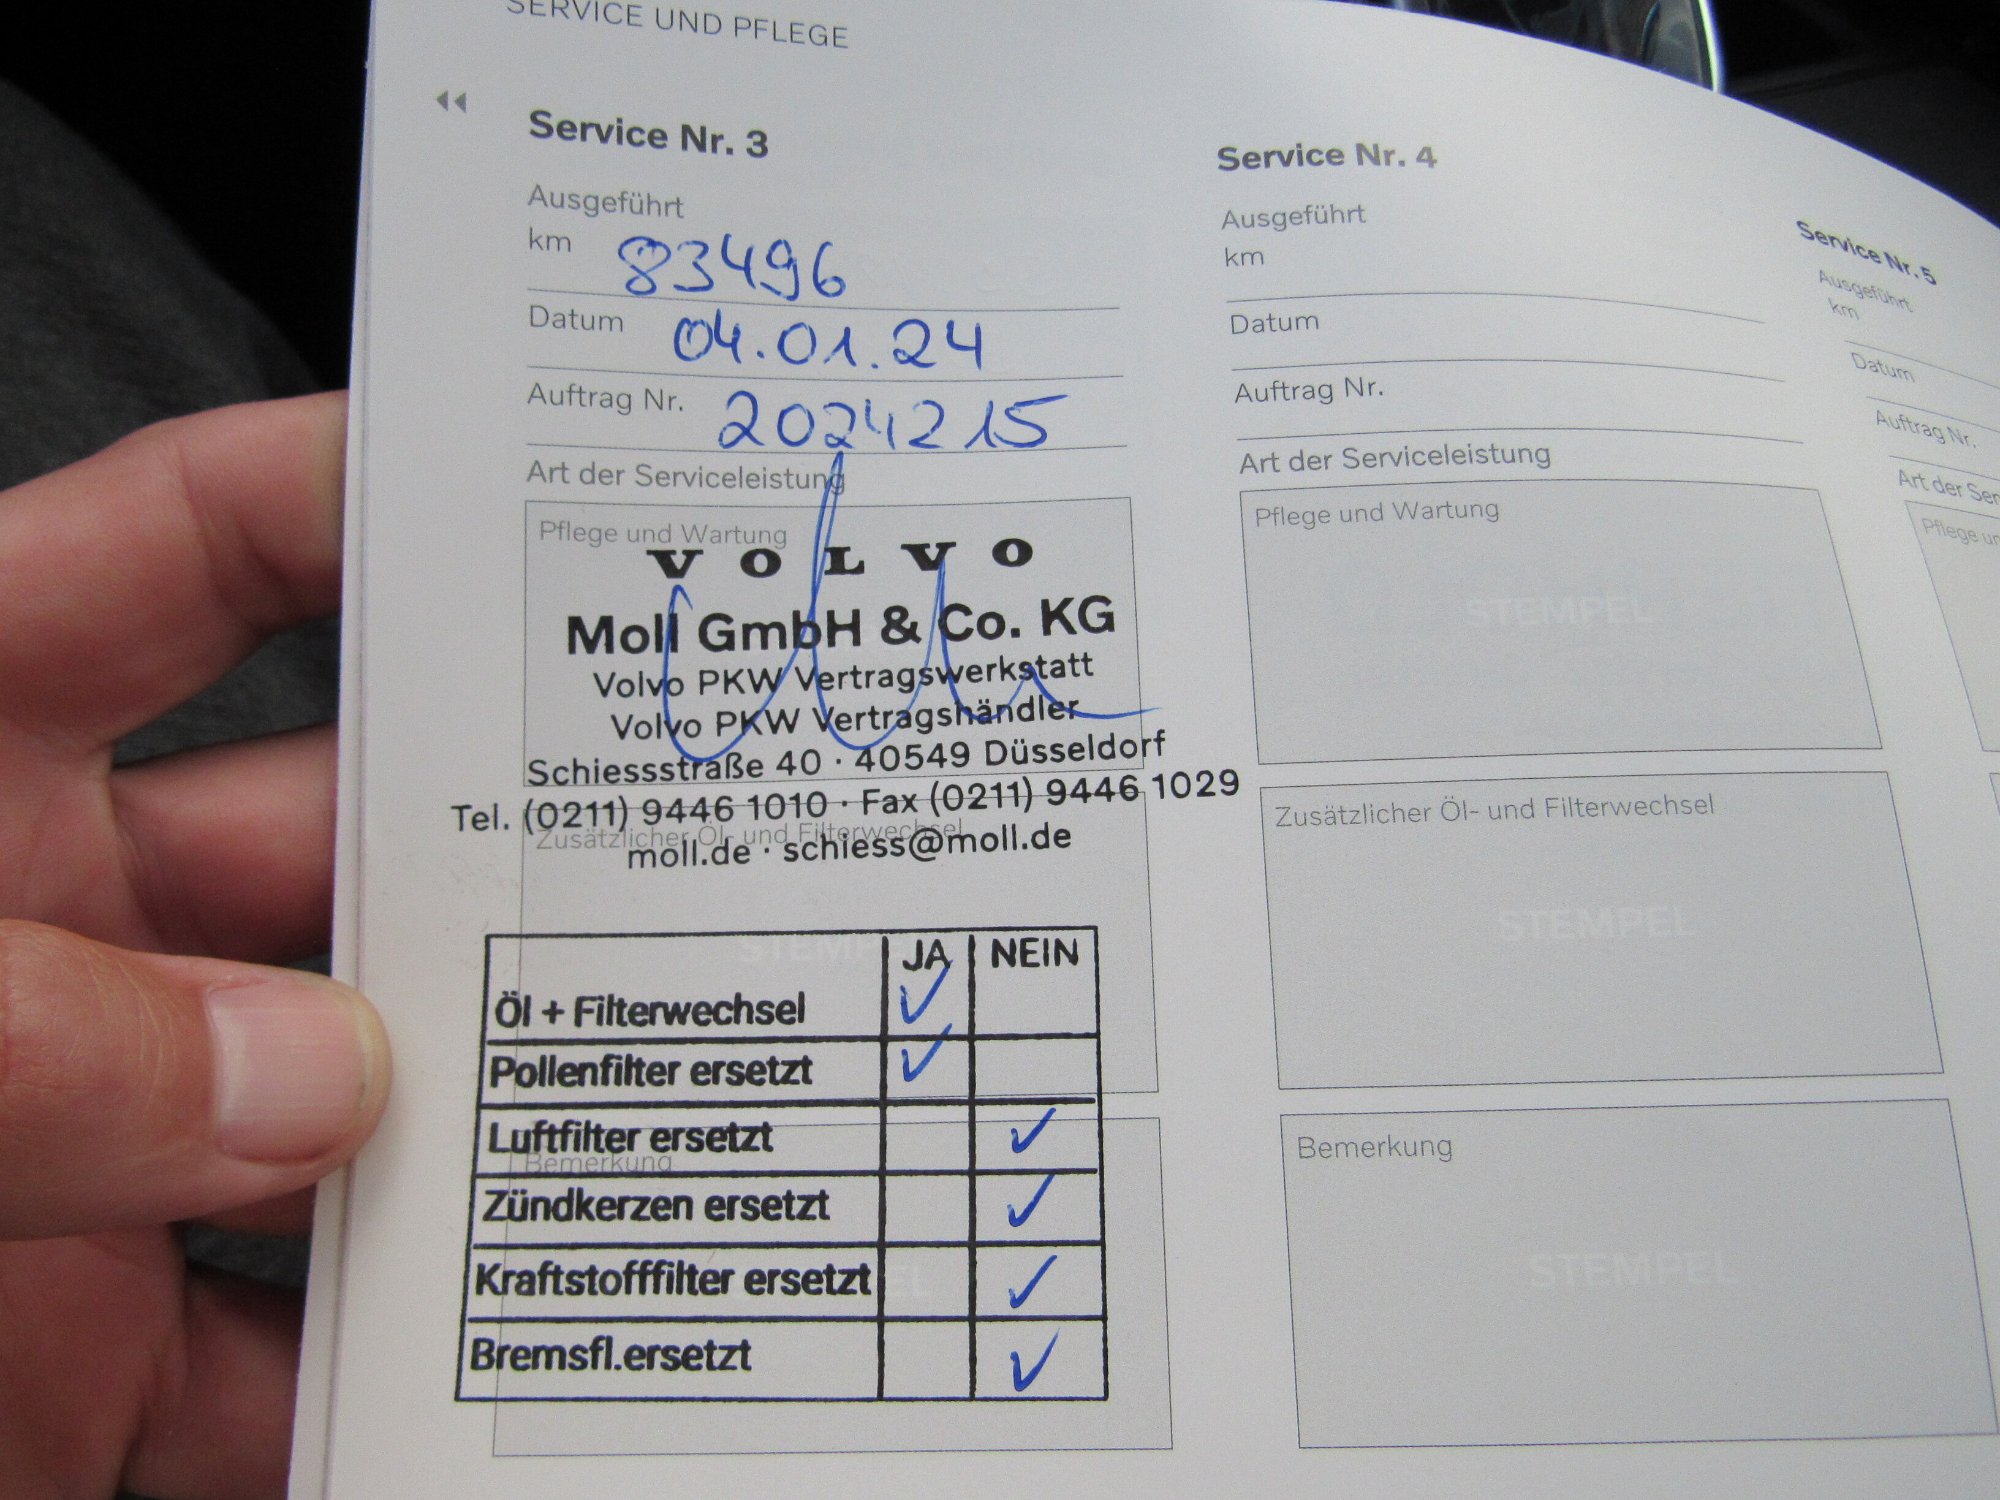 SERVICE UND PFLEGE
Service Nr. 3
Ausgeführt
km 83496
Datum 04.01.24
Auftrag Nr. 2024215
Art der Serviceleistung
Pflege und Wartung
VOLVO
Moll GmbH & Co. KG
Volvo PKW Vertragswerkstatt
Volvo PKW Vertragshändler
Schiessstraße 40 · 40549 Düsseldorf
Tel. (0211) 9446 1010 · Fax (0211) 9446 1029
Zusätzlicher Öl- und Filterwechsel
moll.de · schiess@moll.de
STEMPEL
JA NEIN
Öl + Filterwechsel ✓
Pollenfilter ersetzt ✓
Luftfilter ersetzt ✓
Bemerkung
Zündkerzen ersetzt ✓
Kraftstofffilter ersetzt ✓
Bremsfl.ersetzt ✓
Service Nr. 4
Ausgeführt
km
Datum
Auftrag Nr.
Art der Serviceleistung
Pflege und Wartung
STEMPEL
Zusätzlicher Öl- und Filterwechsel
STEMPEL
Bemerkung
STEMPEL
Service Nr. 5
Ausgeführt
km
Datum
Auftrag Nr.
Art der
Pflege